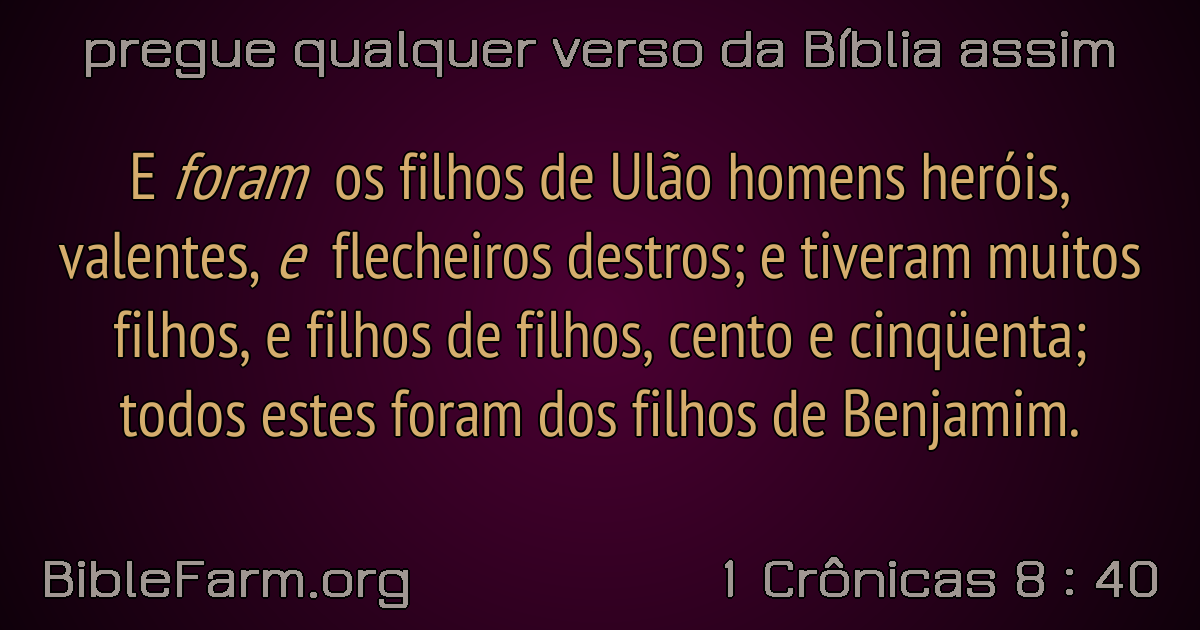 pregue qualquer verso da Bíblia assim
E foram os filhos de Ulão homens heróis,
valentes, e flecheiros destros; e tiveram muitos
filhos, e filhos de filhos, cento e cinqüenta;
todos estes foram dos filhos de Benjamim.
BibleFarm.org
1 Crônicas 8 : 40